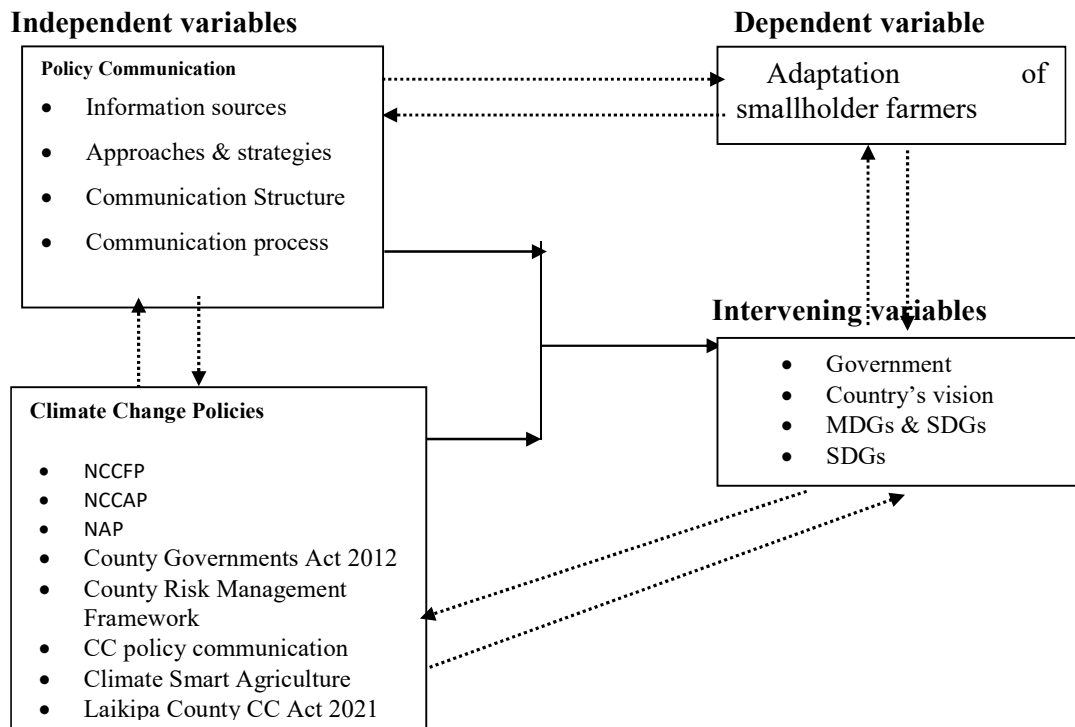 Independent variables
Policy Communication
• Information sources
• Approaches & strategies
• Communication Structure
• Communication process
Dependent variable
Adaptation of
smallholder farmers
Intervening variables
• Government
• Country's vision
• MDGs & SDGs
• SDGs
Climate Change Policies
• NCCFP
• NCCAP
• NAP
• County Governments Act 2012
• County Risk Management
Framework
• CC policy communication
• Climate Smart Agriculture
• Laikipa County CC Act 2021